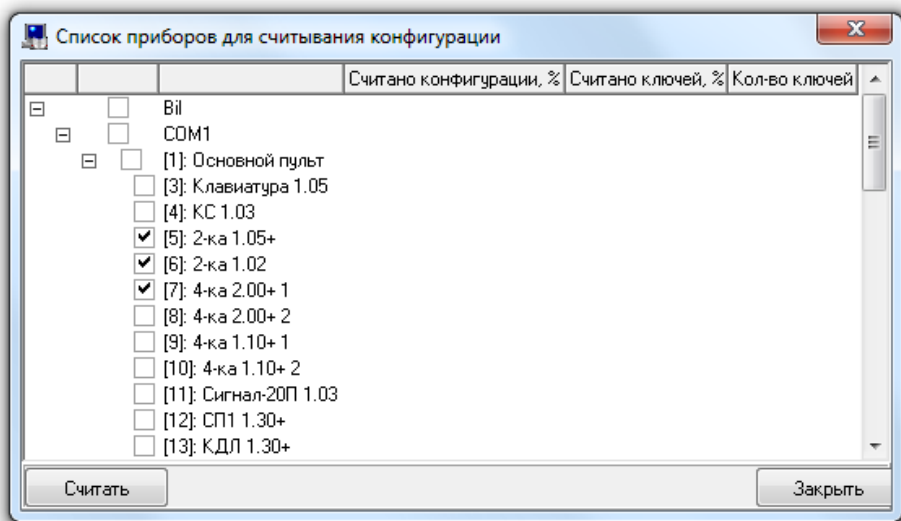 Список приборов для считывания конфигурации
Считано конфигурации, % Считано ключей, % Кол-во ключей
Bil
COM1
[1]: Основной пульт
[3]: Клавиатура 1.05
[4]: КС 1.03
[5]: 2-ка 1.05+
[6]: 2-ка 1.02
[7]: 4-ка 2.00+ 1
[8]: 4-ка 2.00+ 2
[9]: 4-ка 1.10+ 1
[10]: 4-ка 1.10+ 2
[11]: Сигнал-20П 1.03
[12]: СП1 1.30+
[13]: КДЛ 1.30+
Считать Закрыть